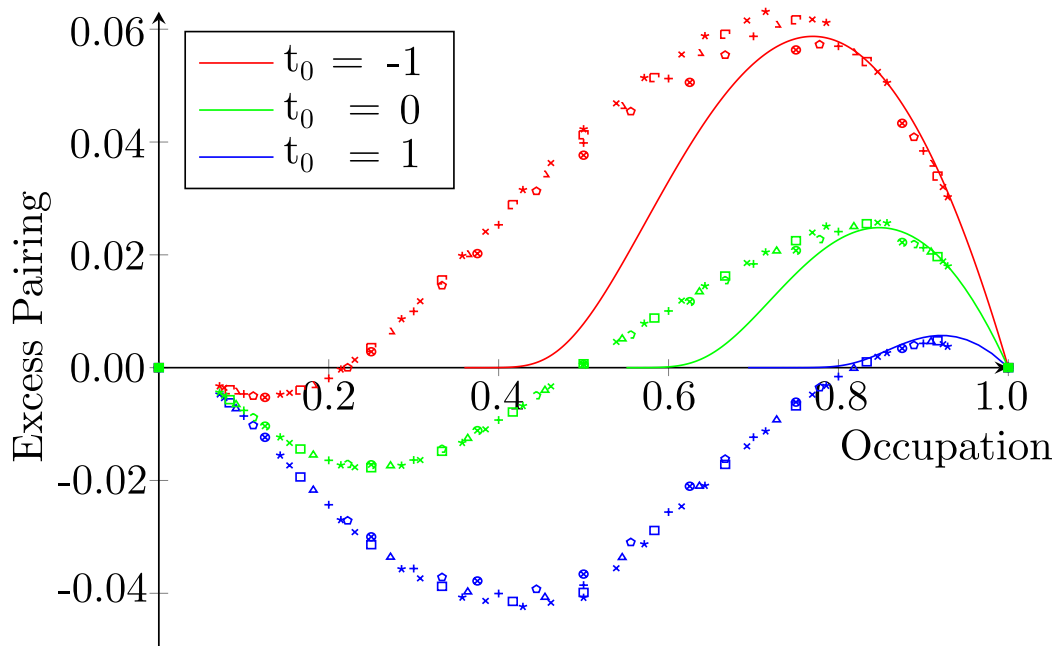 0.06
0.04
0.02
0.00
-0.02
-0.04
Excess Pairing
t₀ = -1
t₀ = 0
t₀ = 1
0.2
0.4
0.6
0.8
1.0
Occupation